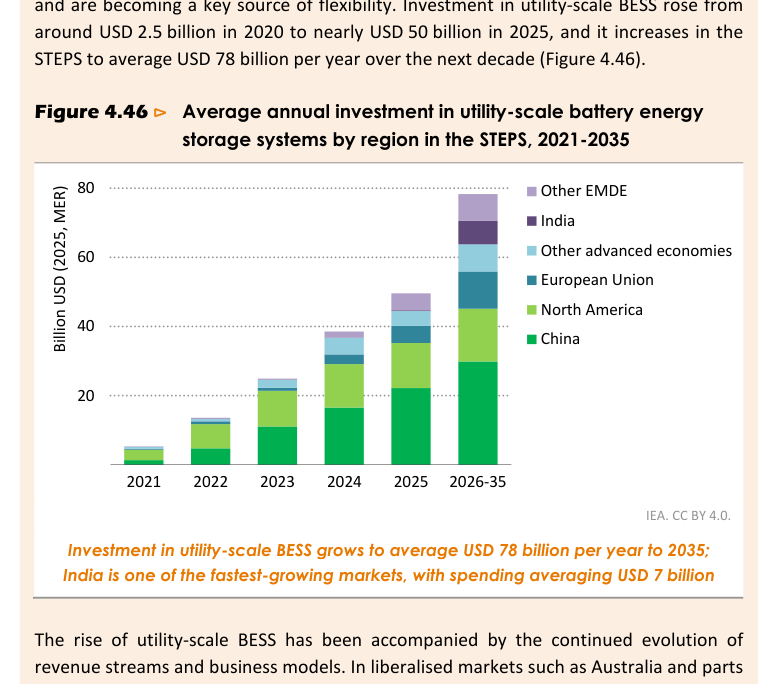 and are becoming a key source of flexibility. Investment in utility-scale BESS rose from
around USD 2.5 billion in 2020 to nearly USD 50 billion in 2025, and it increases in the
STEPS to average USD 78 billion per year over the next decade (Figure 4.46).
Figure 4.46 ▻ Average annual investment in utility-scale battery energy
storage systems by region in the STEPS, 2021-2035
Billion USD (2025, MER)
80
60
40
20
2021 2022 2023 2024 2025 2026-35
Other EMDE
India
Other advanced economies
European Union
North America
China
IEA. CC BY 4.0.
Investment in utility-scale BESS grows to average USD 78 billion per year to 2035;
India is one of the fastest-growing markets, with spending averaging USD 7 billion
The rise of utility-scale BESS has been accompanied by the continued evolution of
revenue streams and business models. In liberalised markets such as Australia and parts